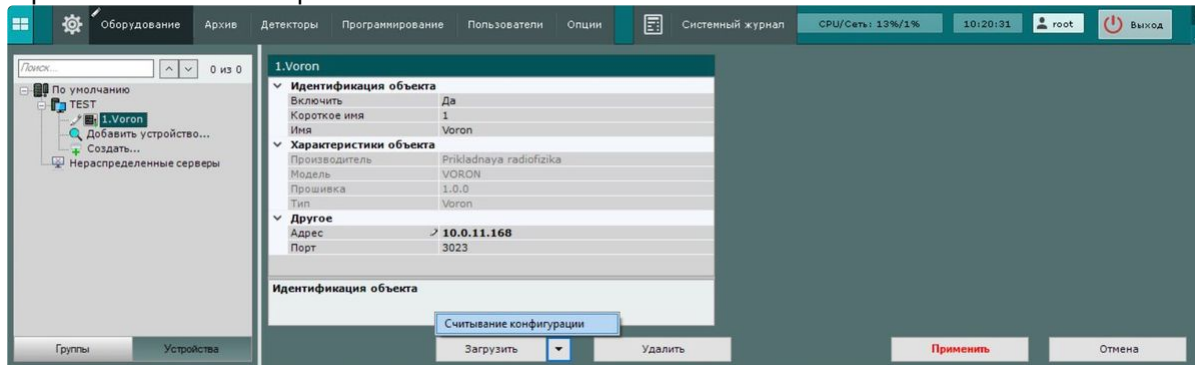 Оборудование Архив Детекторы Программирование Пользователи Опции Системный журнал CPU/Сеть: 13%/1% 10:20:31 root Выход
Поиск... 0 из 0
По умолчанию
TEST
1.Voron
Добавить устройство...
Создать...
Нераспределенные серверы
Группы Устройства
1.Voron
Идентификация объекта
Включить Да
Короткое имя 1
Имя Voron
Характеристики объекта
Производитель Prikladnaya radiofizika
Модель VORON
Прошивка 1.0.0
Тип Voron
Другое
Адрес 10.0.11.168
Порт 3023
Идентификация объекта
Считывание конфигурации
Загрузить Удалить Применить Отмена